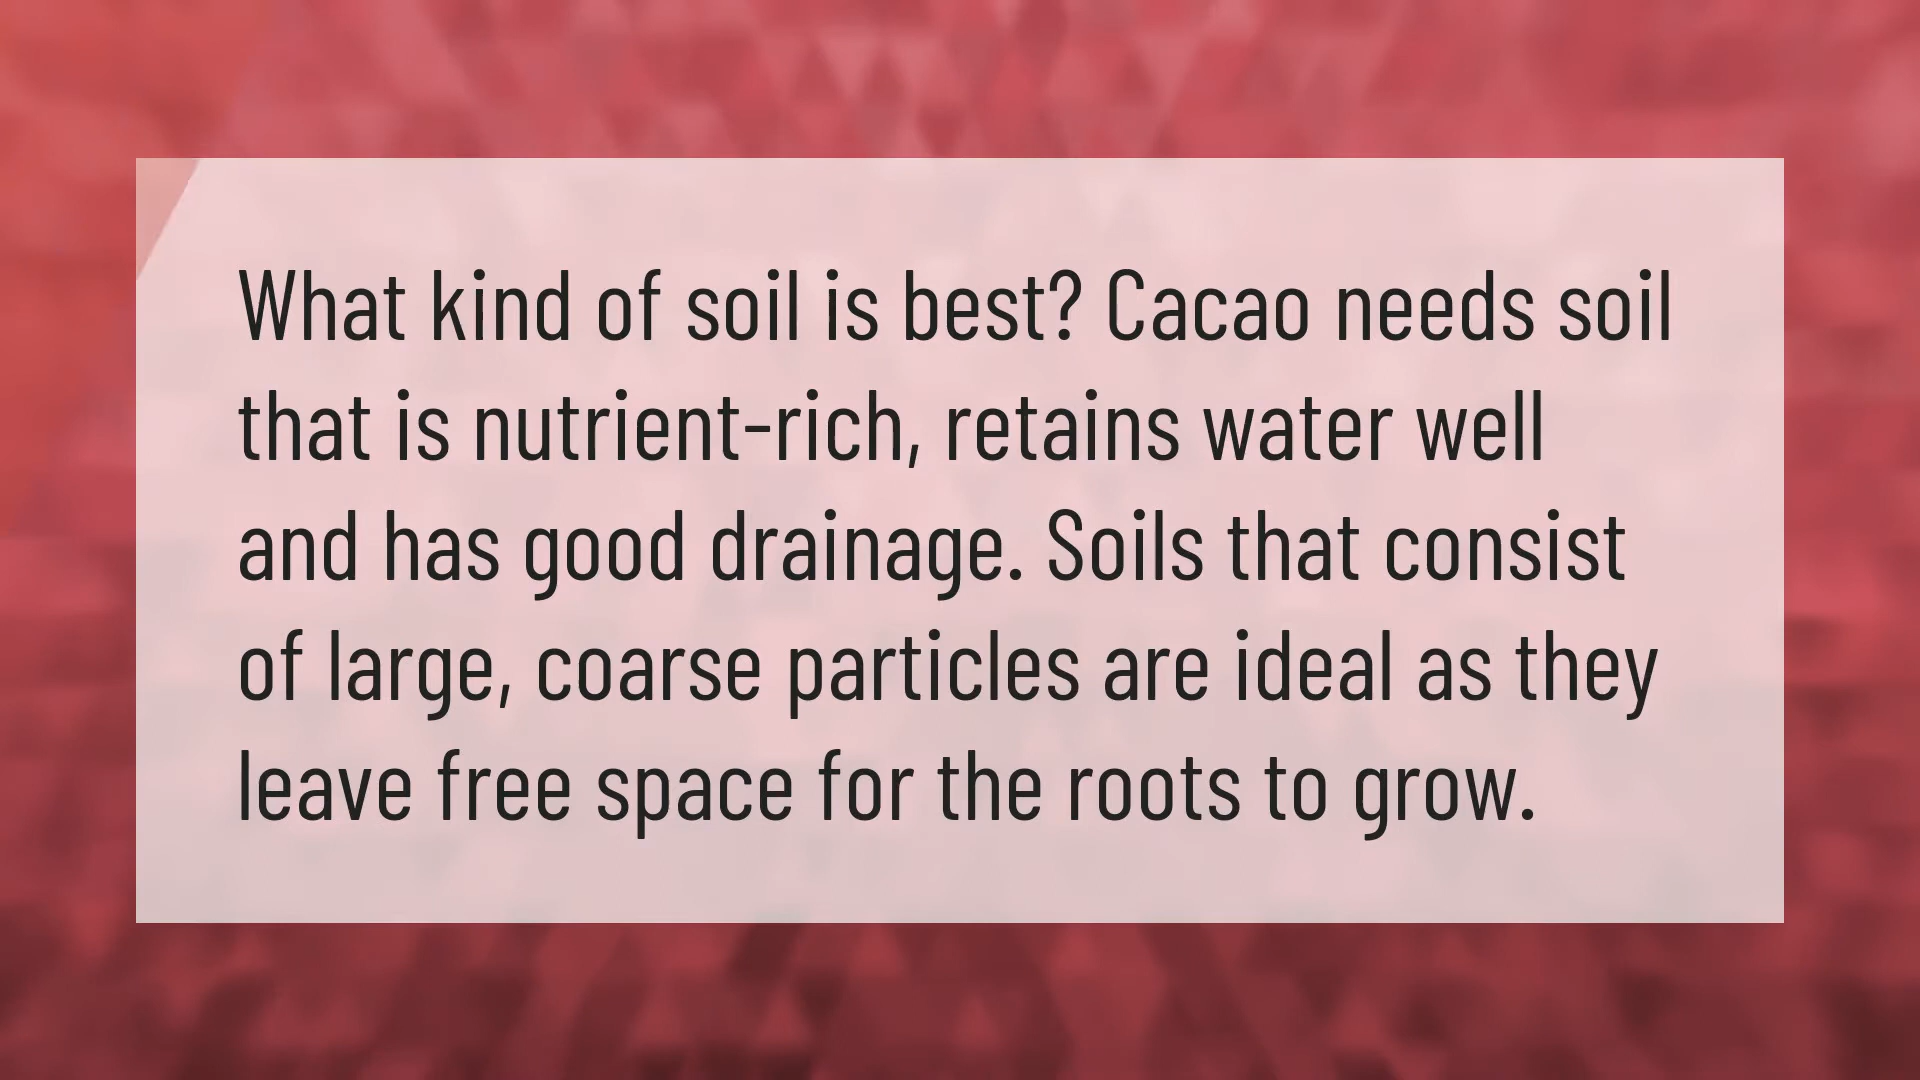 What kind of soil is best? Cacao needs soil
that is nutrient-rich, retains water well
and has good drainage. Soils that consist
of large, coarse particles are ideal as they
leave free space for the roots to grow.